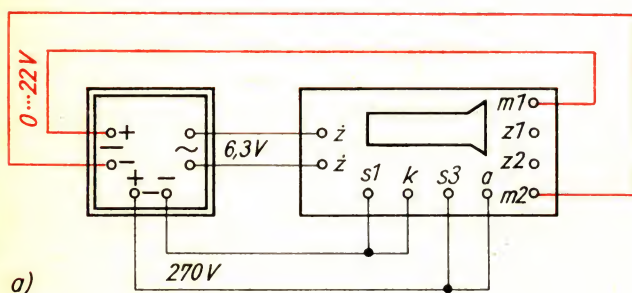 0...22V
+
−
~
−
+
−
−
6,3V
270V
ż
ż
s1
k
s3
a
m1
z1
z2
m2
a)